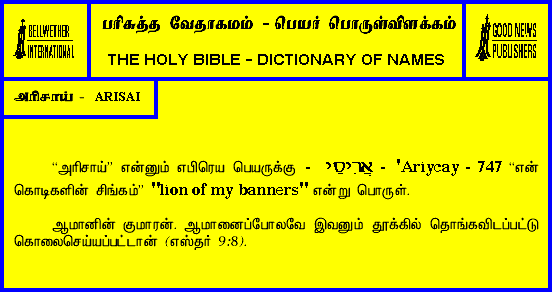 BELLWETHER
INTERNATIONAL
பரிசுத்த வேதாகமம் - பெயர் பொருள்விளக்கம்
THE HOLY BIBLE - DICTIONARY OF NAMES
GOOD NEWS
PUBLISHERS
அரிசாய் - ARISAI
“அரிசாய்” என்னும் எபிரெய பெயருக்கு - אֲרִיסַי - 'Ariycay - 747 “என்
கொடிகளின் சிங்கம்” "lion of my banners" என்று பொருள்.
ஆமானின் குமாரன். ஆமானைப்போலவே இவனும் தூக்கில் தொங்கவிடப்பட்டு
கொலைசெய்யப்பட்டான் (எஸ்தர் 9:8).